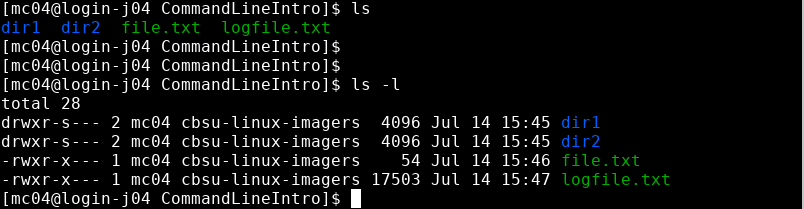 [mc04@login-j04 CommandLineIntro]$ ls
dir1  dir2  file.txt  logfile.txt
[mc04@login-j04 CommandLineIntro]$
[mc04@login-j04 CommandLineIntro]$
[mc04@login-j04 CommandLineIntro]$ ls -l
total 28
drwxr-s--- 2 mc04 cbsu-linux-imagers  4096 Jul 14 15:45 dir1
drwxr-s--- 2 mc04 cbsu-linux-imagers  4096 Jul 14 15:45 dir2
-rwxr-x--- 1 mc04 cbsu-linux-imagers    54 Jul 14 15:46 file.txt
-rwxr-x--- 1 mc04 cbsu-linux-imagers 17503 Jul 14 15:47 logfile.txt
[mc04@login-j04 CommandLineIntro]$